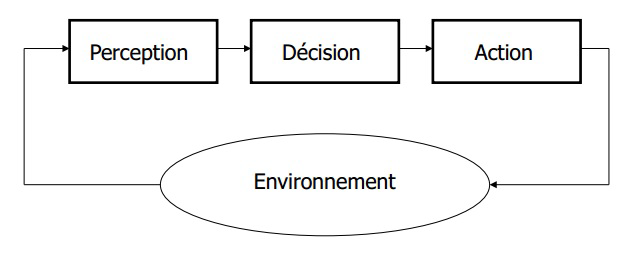 Perception
Décision
Action
Environnement